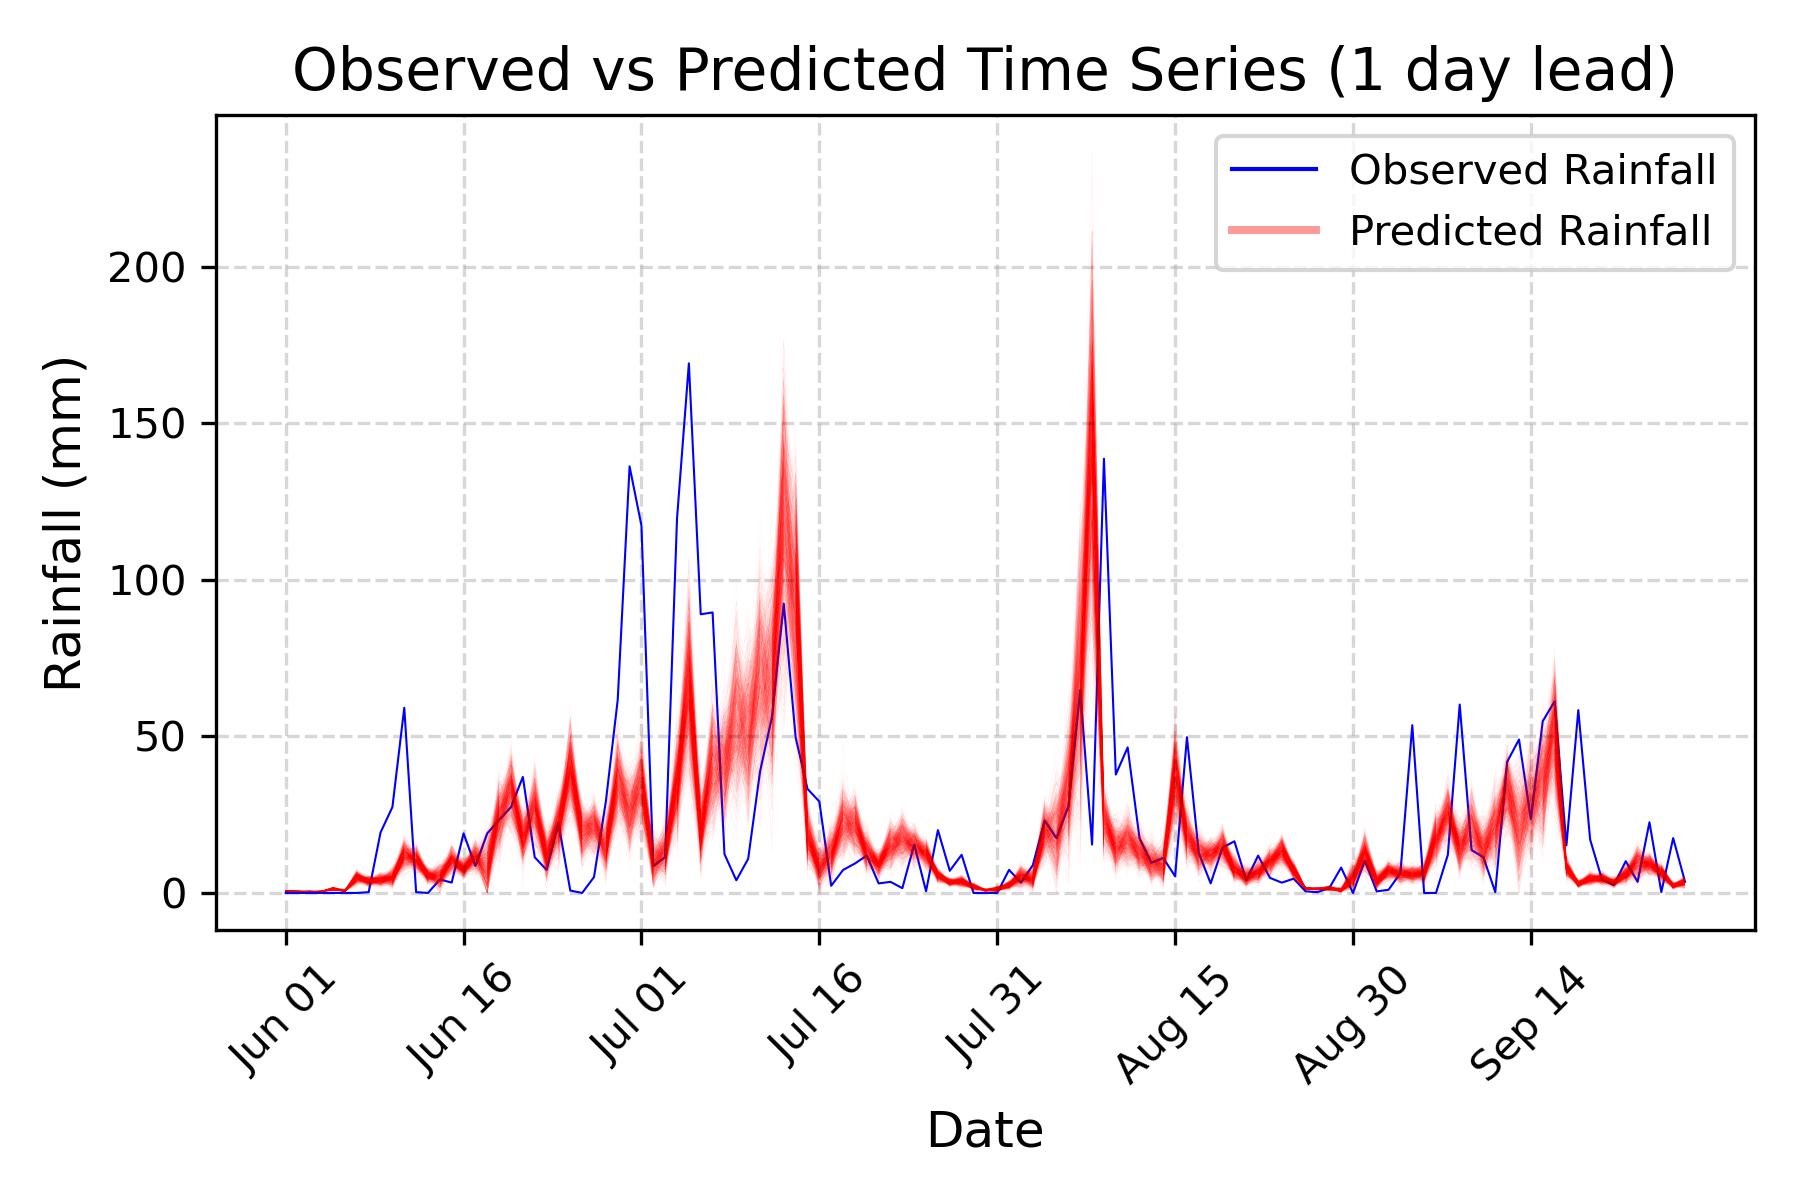 Observed vs Predicted Time Series (1 day lead)
Observed Rainfall
Predicted Rainfall
Rainfall (mm)
200
150
100
50
0
Jun 01
Jun 16
Jul 01
Jul 16
Jul 31
Aug 15
Aug 30
Sep 14
Date